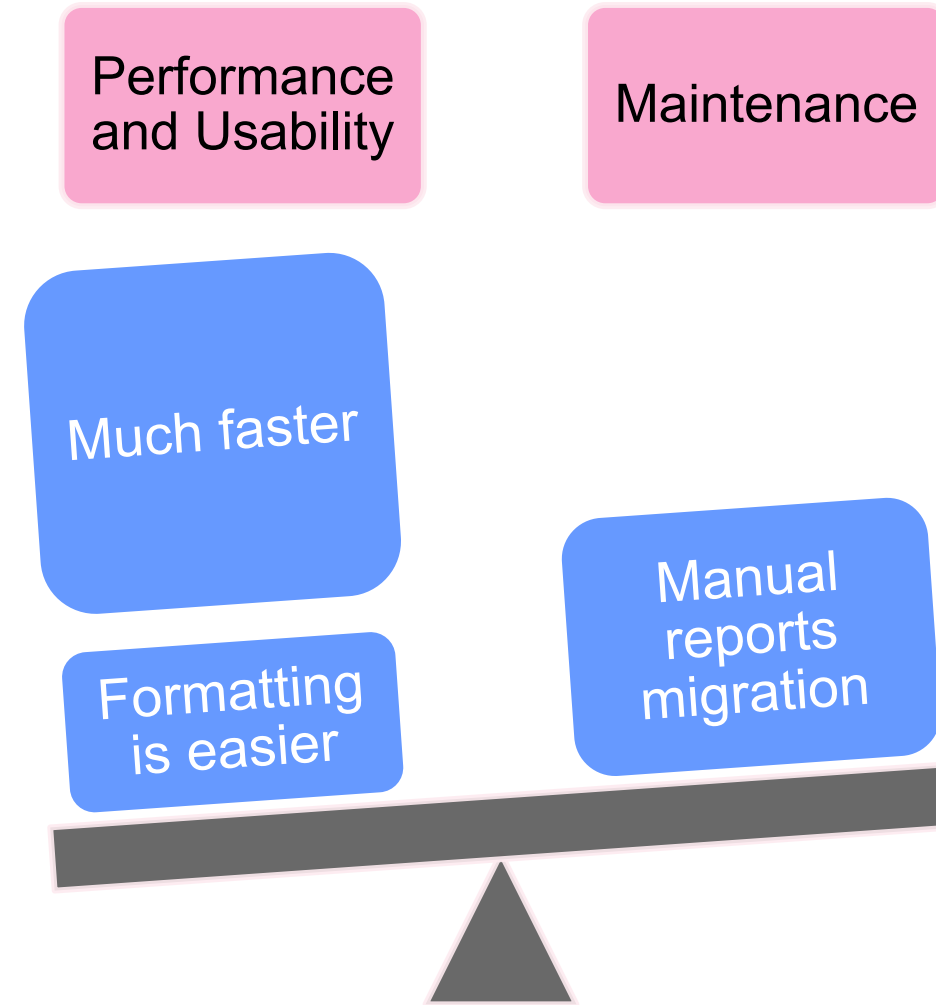 Performance
and Usability
Maintenance
Much faster
Formatting
is easier
Manual
reports
migration